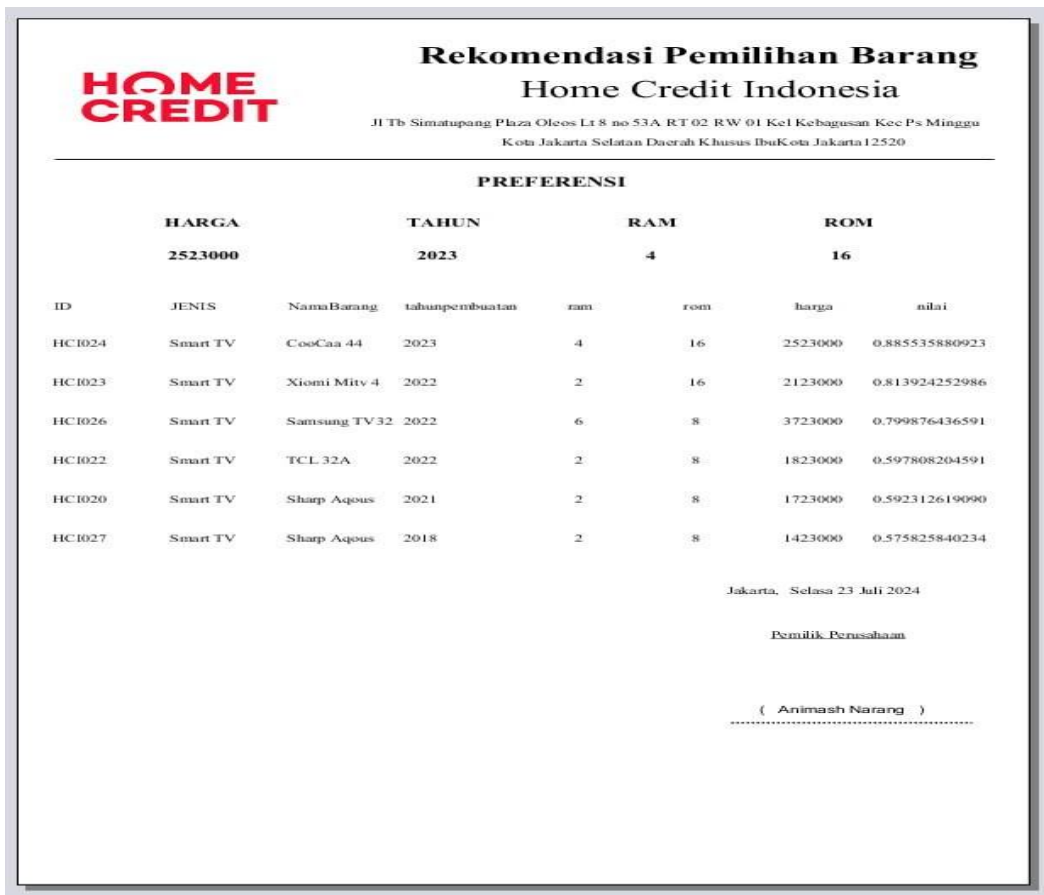 HOME
CREDIT
Rekomendasi Pemilihan Barang
Home Credit Indonesia
Jl Tb Simatupang Plaza Oleos Lt 8 no 53A RT 02 RW 01 Kel Kebagusan Kec Ps Minggu
Kota Jakarta Selatan Daerah Khusus IbuKota Jakarta12520
PREFERENSI
HARGA TAHUN RAM ROM
2523000 2023 4 16
ID JENIS NamaBarang tahunpembuatan ram rom harga nilai
HCI024 Smart TV CooCaa 44 2023 4 16 2523000 0.885535880923
HCI023 Smart TV Xiomi Mitv 4 2022 2 16 2123000 0.813924252986
HCI026 Smart TV Samsung TV32 2022 6 8 3723000 0.799876436591
HCI022 Smart TV TCL 32A 2022 2 8 1823000 0.597808204591
HCI020 Smart TV Sharp Aqous 2021 2 8 1723000 0.592312619090
HCI027 Smart TV Sharp Aqous 2018 2 8 1423000 0.575825840234
Jakarta, Selasa 23 Juli 2024
Pemilik Perusahaan
( Animash Narang )